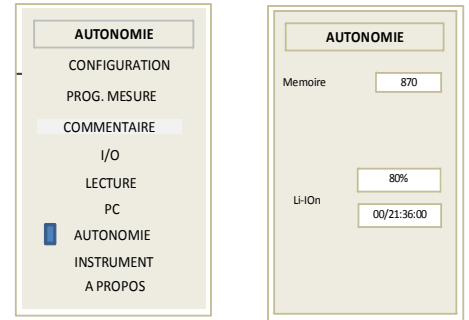 AUTONOMIE
CONFIGURATION
PROG. MESURE
COMMENTAIRE
I/O
LECTURE
PC
AUTONOMIE
INSTRUMENT
A PROPOS
AUTONOMIE
Memoire 870
80%
Li-IOn
00/21:36:00